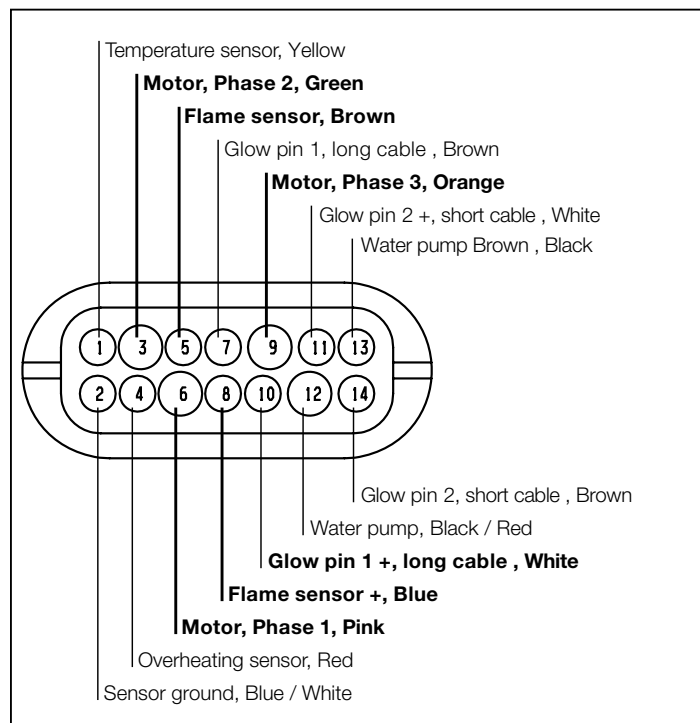 Temperature sensor, Yellow
Motor, Phase 2, Green
Flame sensor, Brown
Glow pin 1, long cable , Brown
Motor, Phase 3, Orange
Glow pin 2 +, short cable , White
Water pump Brown , Black
1 3 5 7 9 11 13
2 4 6 8 10 12 14
Glow pin 2, short cable , Brown
Water pump, Black / Red
Glow pin 1 +, long cable , White
Flame sensor +, Blue
Motor, Phase 1, Pink
Overheating sensor, Red
Sensor ground, Blue / White